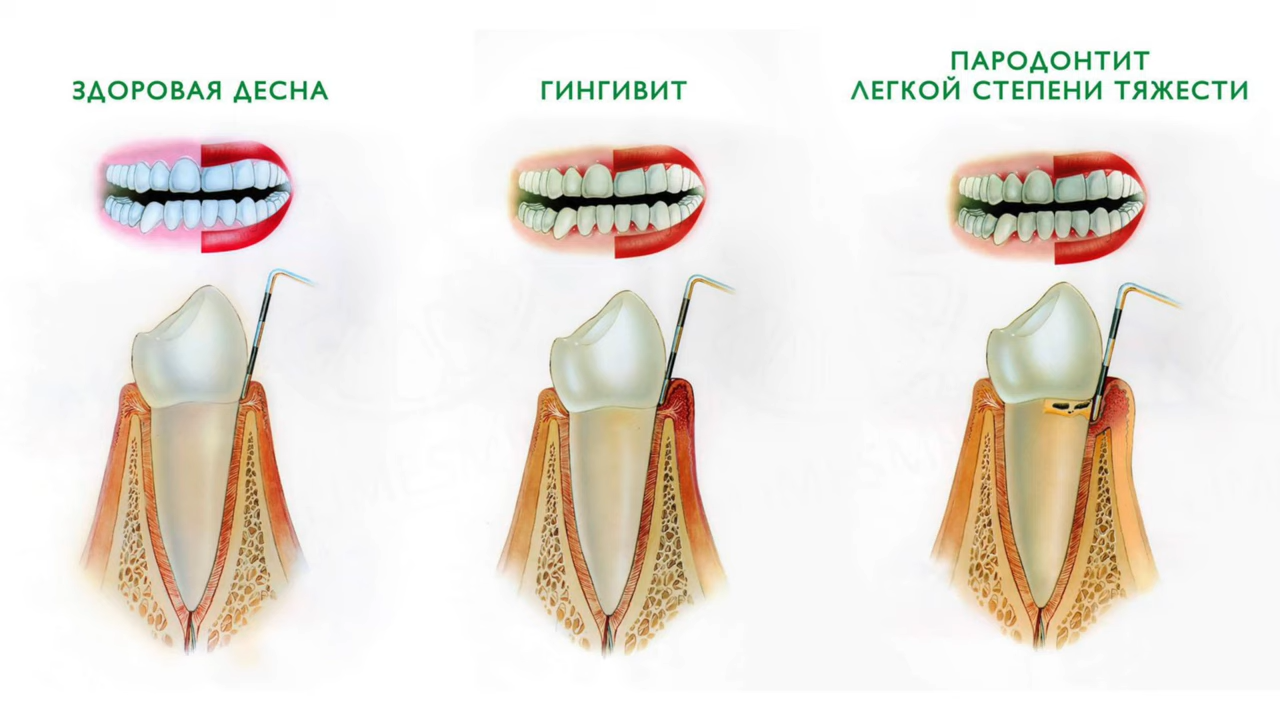 ЗДОРОВАЯ ДЕСНА
ГИНГИВИТ
ПАРОДОНТИТ
ЛЕГКОЙ СТЕПЕНИ ТЯЖЕСТИ